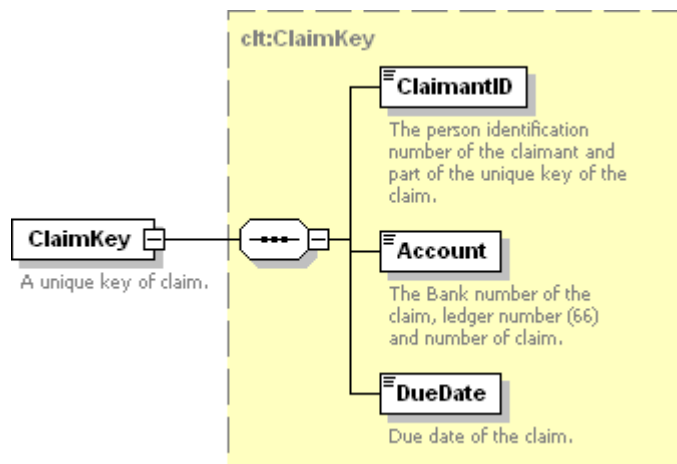 clt:ClaimKey
ClaimantID
The person identification
number of the claimant and
part of the unique key of the
claim.
ClaimKey
A unique key of claim.
Account
The Bank number of the
claim, ledger number (66)
and number of claim.
DueDate
Due date of the claim.